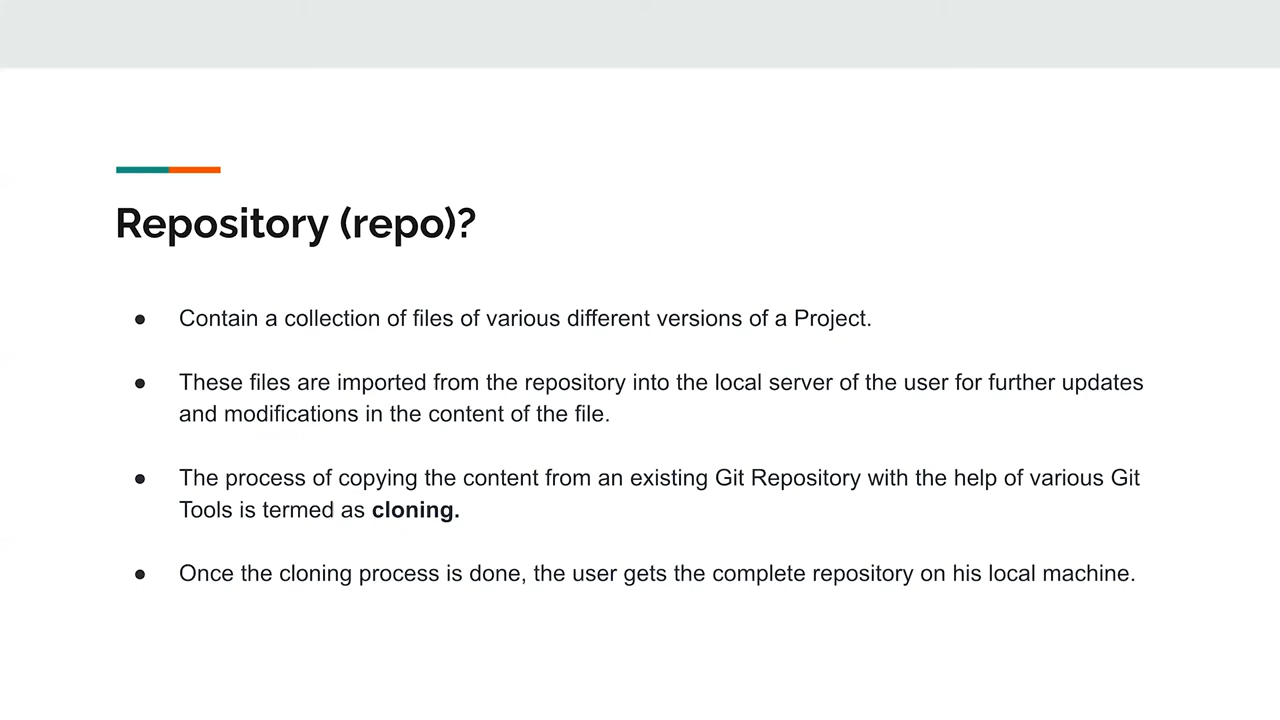 Repository (repo)?
● Contain a collection of files of various different versions of a Project.
● These files are imported from the repository into the local server of the user for further updates
and modifications in the content of the file.
● The process of copying the content from an existing Git Repository with the help of various Git
Tools is termed as cloning.
● Once the cloning process is done, the user gets the complete repository on his local machine.